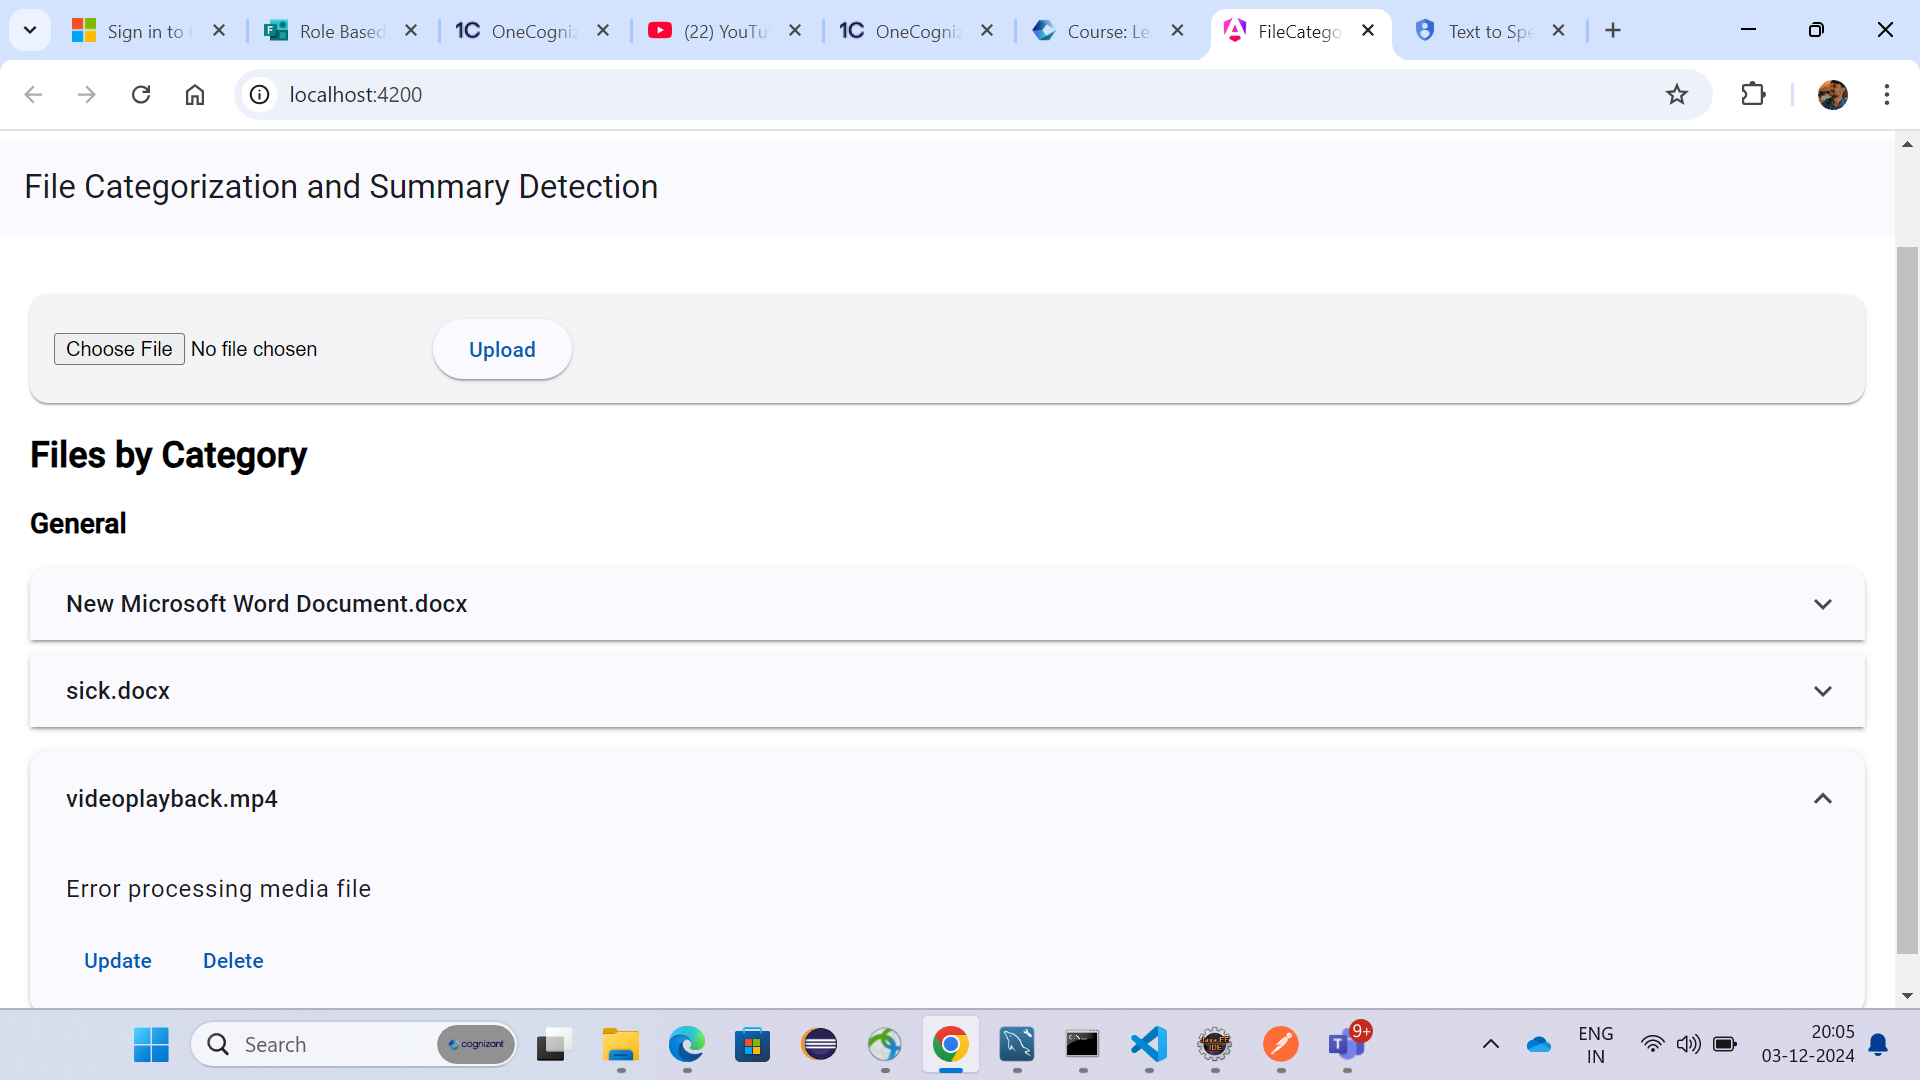 Sign in to
Role Based
1C OneCogniz
(22) YouTu
1C OneCogniz
Course: Le
FileCatego
Text to Spe
localhost:4200
File Categorization and Summary Detection
Choose File No file chosen
Upload
Files by Category
General
New Microsoft Word Document.docx
sick.docx
videoplayback.mp4
Error processing media file
Update
Delete
Search
cognizant
9+
ENG
IN
20:05
03-12-2024